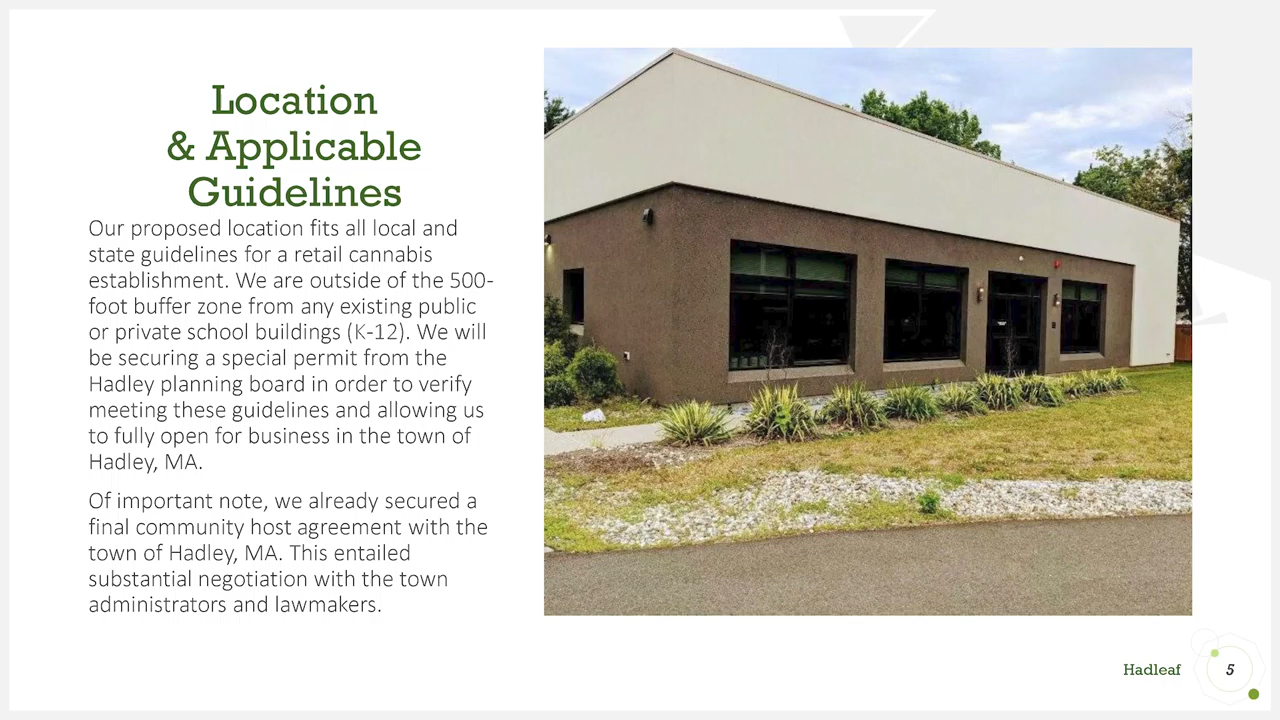 Location
& Applicable
Guidelines
Our proposed location fits all local and
state guidelines for a retail cannabis
establishment. We are outside of the 500-
foot buffer zone from any existing public
or private school buildings (K-12). We will
be securing a special permit from the
Hadley planning board in order to verify
meeting these guidelines and allowing us
to fully open for business in the town of
Hadley, MA.
Of important note, we already secured a
final community host agreement with the
town of Hadley, MA. This entailed
substantial negotiation with the town
administrators and lawmakers.
Hadleaf 5